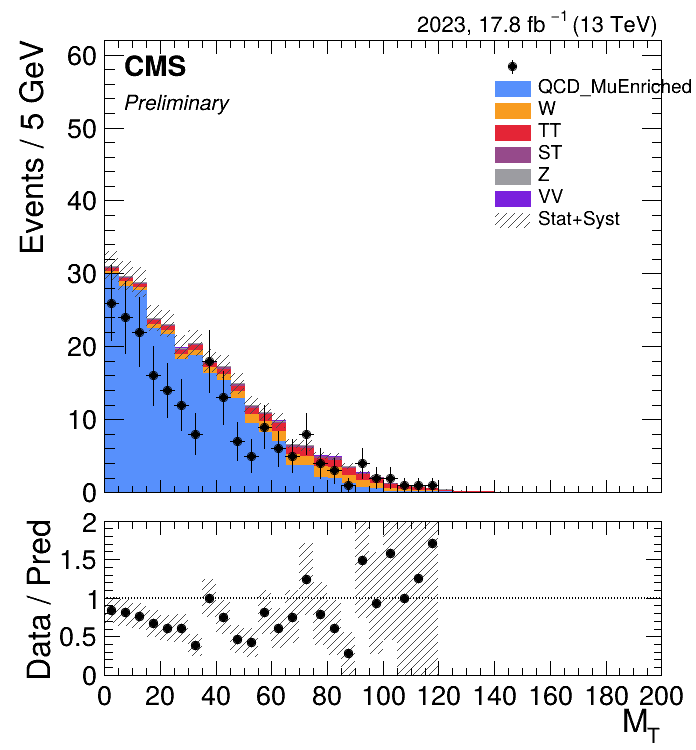 2023, 17.8 fb⁻¹ (13 TeV)
CMS
Preliminary
QCD_MuEnriched
W
TT
ST
Z
VV
Stat+Syst
Events / 5 GeV
60
50
40
30
20
10
0
Data / Pred
2
1.5
1
0.5
0
0 20 40 60 80 100 120 140 160 180 200
M_T